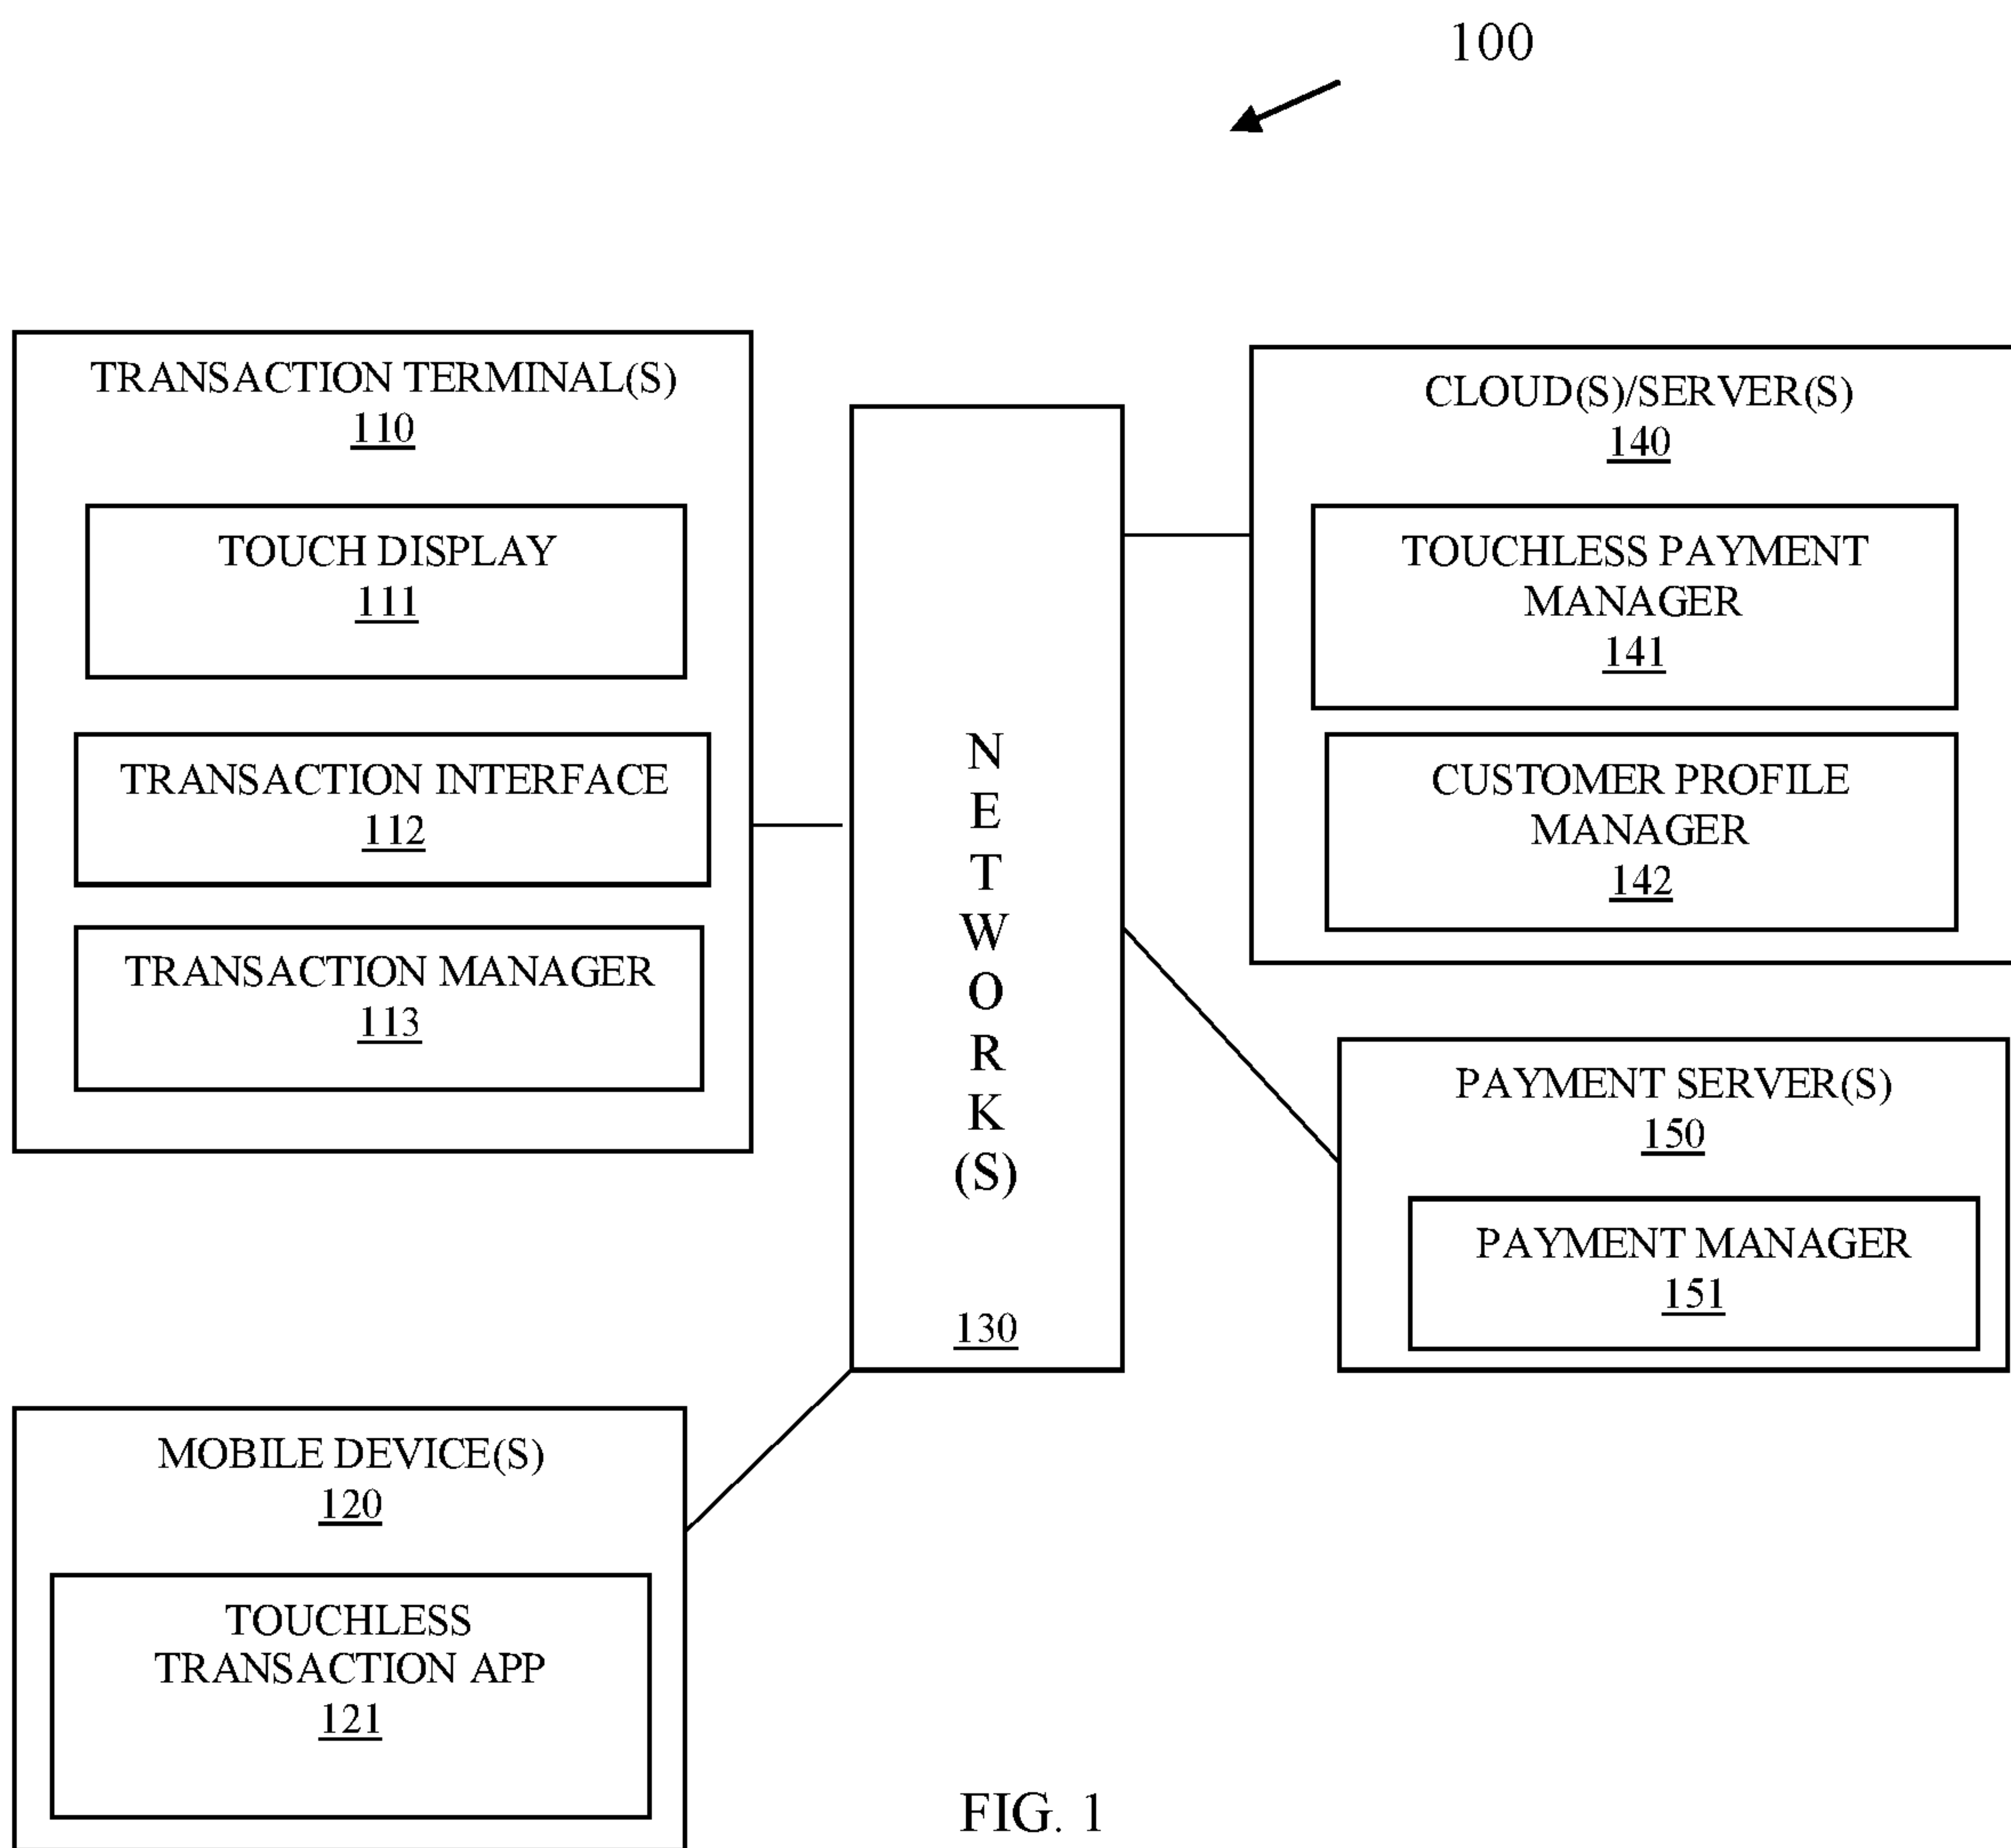 100
TRANSACTION TERMINAL(S)
110
TOUCH DISPLAY
111
TRANSACTION INTERFACE
112
TRANSACTION MANAGER
113
MOBILE DEVICE(S)
120
TOUCHLESS
TRANSACTION APP
121
N
E
T
W
O
R
K
(S)
130
CLOUD(S)/SERVER(S)
140
TOUCHLESS PAYMENT
MANAGER
141
CUSTOMER PROFILE
MANAGER
142
PAYMENT SERVER(S)
150
PAYMENT MANAGER
151
FIG. 1